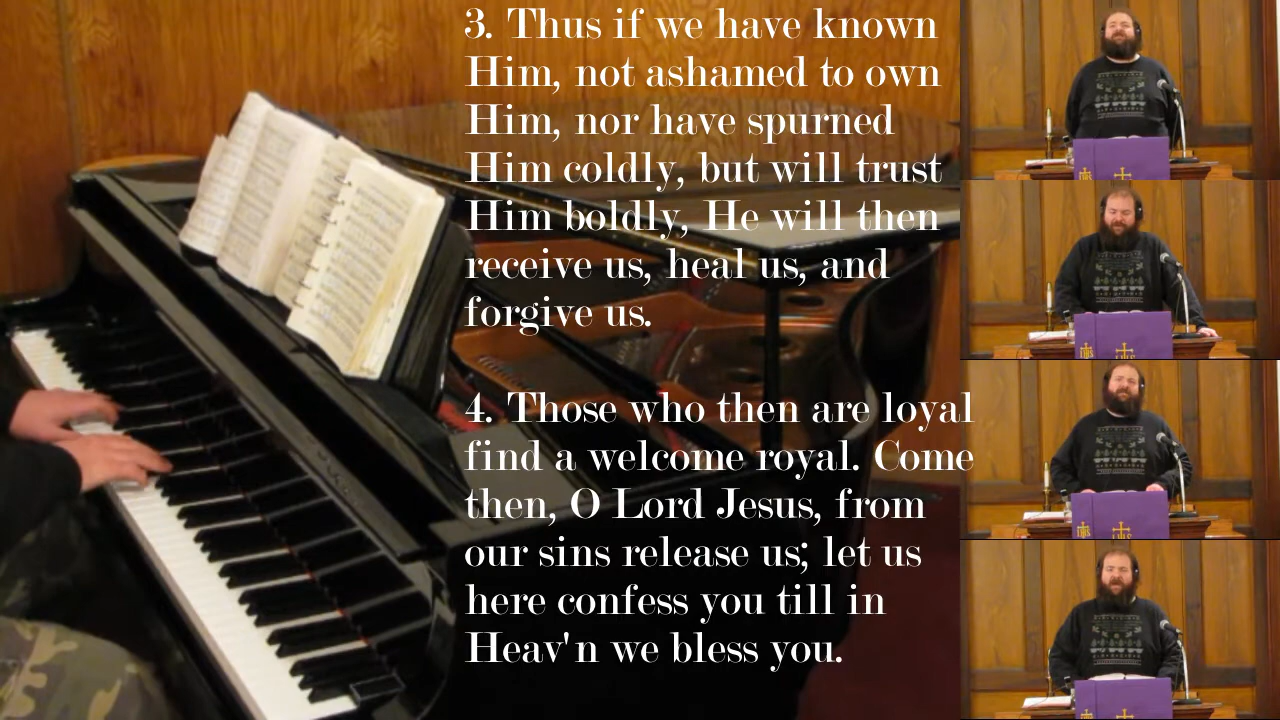 3. Thus if we have known
Him, not ashamed to own
Him, nor have spurned
Him coldly, but will trust
Him boldly, He will then
receive us, heal us, and
forgive us.
4. Those who then are loyal
find a welcome royal. Come
then, O Lord Jesus, from
our sins release us; let us
here confess you till in
Heav'n we bless you.